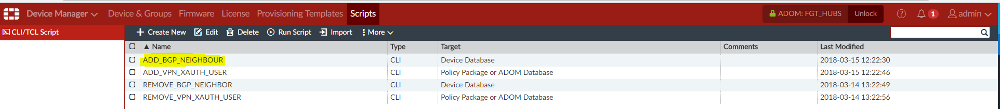 Device Manager Device & Groups Firmware License Provisioning Templates Scripts ADOM: FGT_HUBS Unlock 1 admin
CLI/TCL Script Create New Edit Delete Run Script Import More
Name Type Target Comments Last Modified
ADD_BGP_NEIGHBOUR CLI Device Database 2018-03-15 12:22:30
ADD_VPN_XAUTH_USER CLI Policy Package or ADOM Database 2018-03-15 12:22:46
REMOVE_BGP_NEIGHBOR CLI Device Database 2018-03-14 13:22:49
REMOVE_VPN_XAUTH_USER CLI Policy Package or ADOM Database 2018-03-14 13:22:56